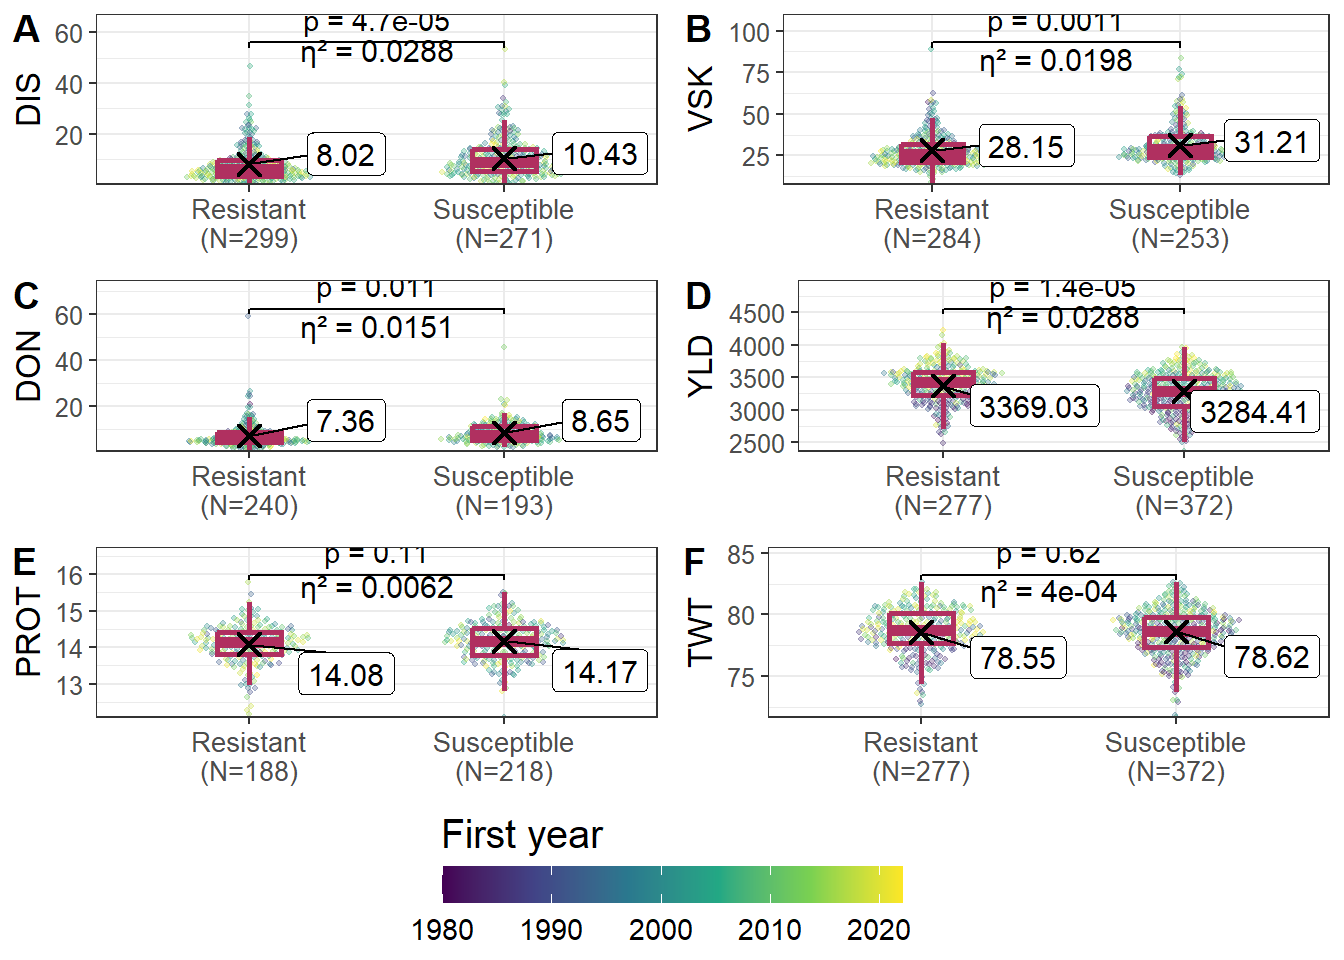 A
DIS
60
40
20
p = 4.7e-05
η² = 0.0288
8.02
10.43
Resistant
(N=299)
Susceptible
(N=271)
B
VSK
100
75
50
25
p = 0.0011
η² = 0.0198
28.15
31.21
Resistant
(N=284)
Susceptible
(N=253)
C
DON
60
40
20
p = 0.011
η² = 0.0151
7.36
8.65
Resistant
(N=240)
Susceptible
(N=193)
D
YLD
4500
4000
3500
3000
2500
p = 1.4e-05
η² = 0.0288
3369.03
3284.41
Resistant
(N=277)
Susceptible
(N=372)
E
PROT
16
15
14
13
p = 0.11
η² = 0.0062
14.08
14.17
Resistant
(N=188)
Susceptible
(N=218)
F
TWT
85
80
75
p = 0.62
η² = 4e-04
78.55
78.62
Resistant
(N=277)
Susceptible
(N=372)
First year
1980 1990 2000 2010 2020